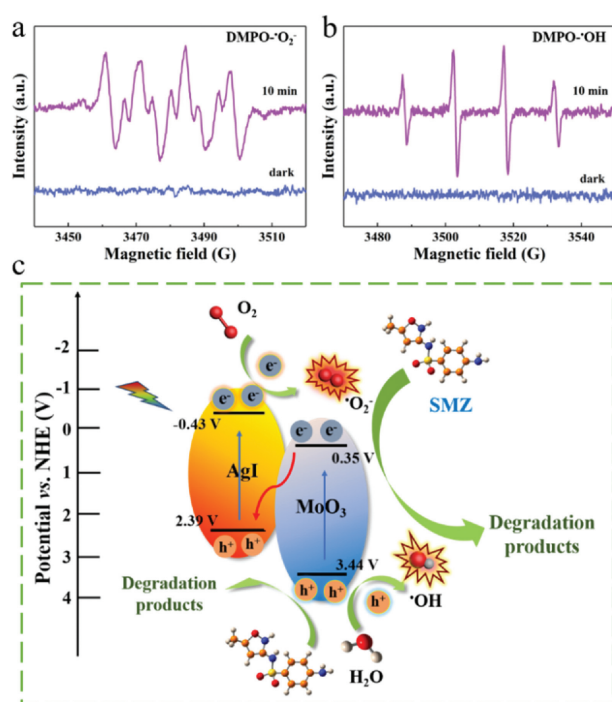 a
DMPO-•O₂⁻
10 min
dark
Intensity (a.u.)
3450 3470 3490 3510
Magnetic field (G)
b
DMPO-•OH
10 min
dark
Intensity (a.u.)
3480 3500 3520 3540
Magnetic field (G)
c
Potential vs. NHE (V)
-2
-1
0
1
2
3
4
O₂
e⁻
•O₂⁻
e⁻ e⁻
-0.43 V
AgI
2.39 V
h⁺ h⁺
e⁻ e⁻
0.35 V
MoO₃
3.44 V
h⁺ h⁺
SMZ
Degradation
products
•OH
h⁺
H₂O
Degradation
products